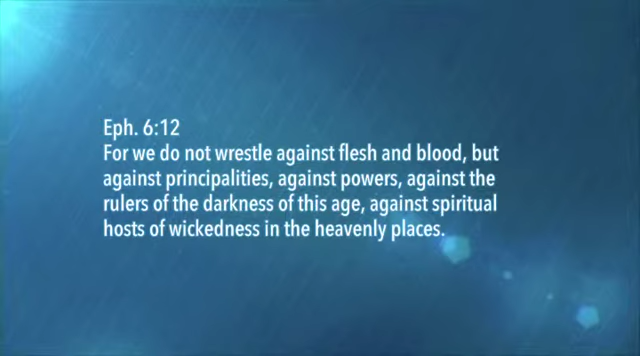 Eph. 6:12
For we do not wrestle against flesh and blood, but
against principalities, against powers, against the
rulers of the darkness of this age, against spiritual
hosts of wickedness in the heavenly places.